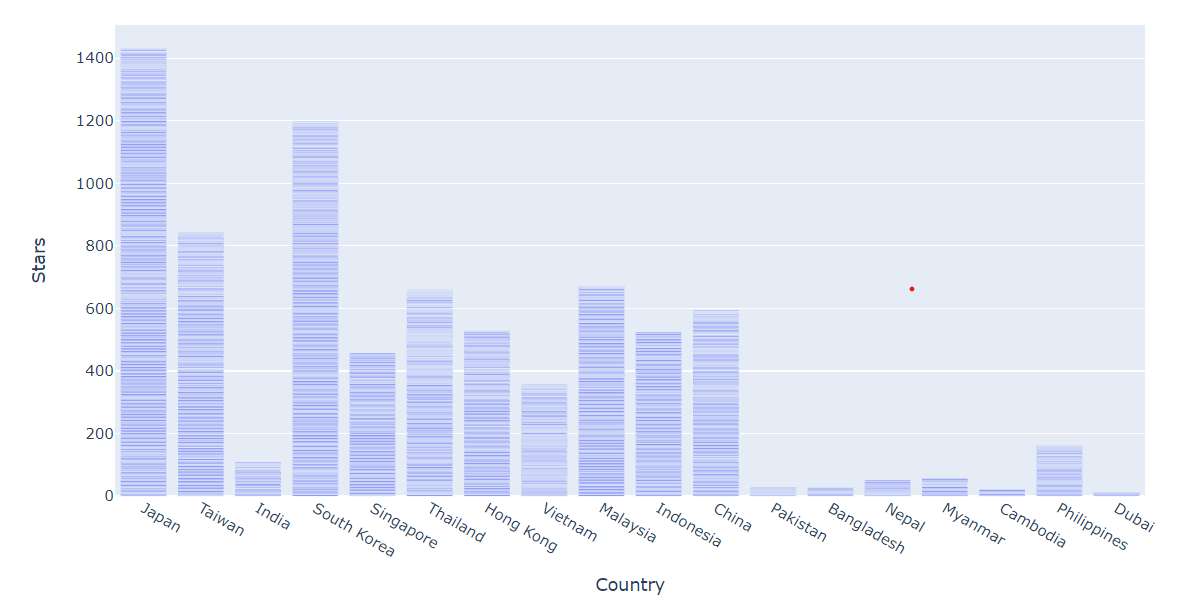 1400
1200
1000
800
600
400
200
0
Stars
Japan
Taiwan
India
South Korea
Singapore
Thailand
Hong Kong
Vietnam
Malaysia
Indonesia
China
Pakistan
Bangladesh
Nepal
Myanmar
Cambodia
Philippines
Dubai
Country